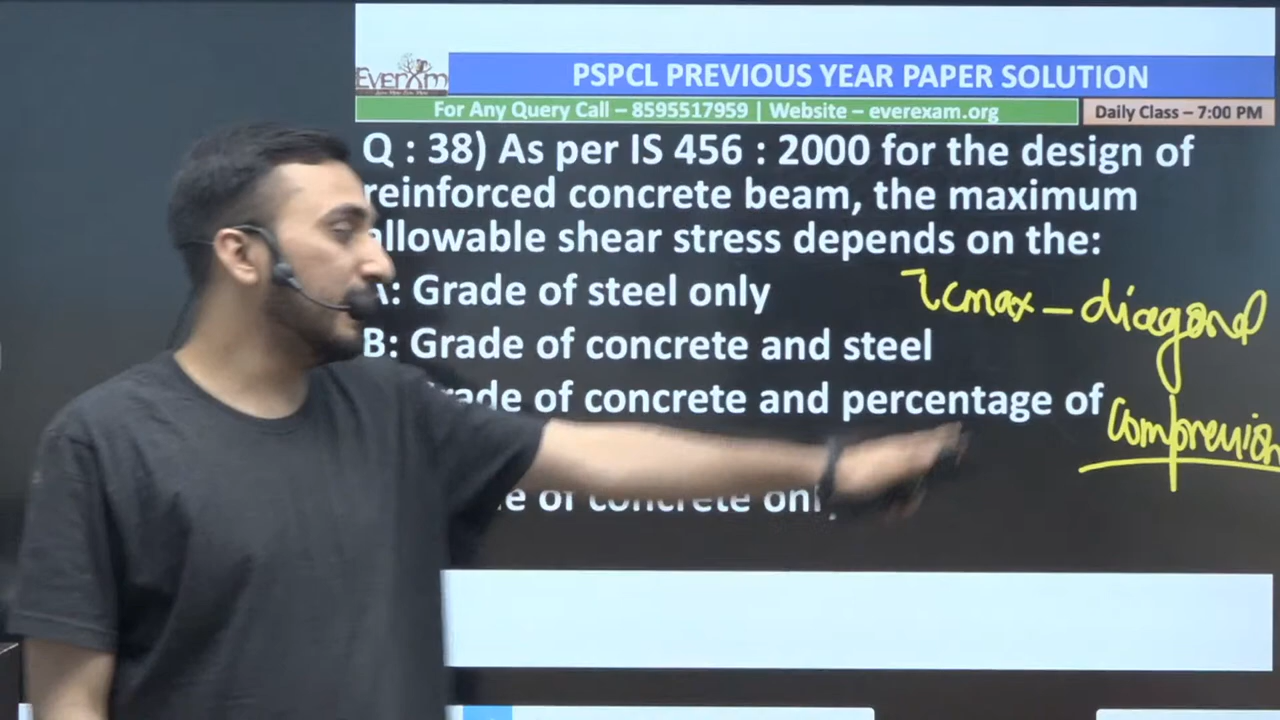 EverExam
PSPCL PREVIOUS YEAR PAPER SOLUTION
For Any Query Call – 8595517959 | Website – everexam.org
Daily Class – 7:00 PM
Q : 38) As per IS 456 : 2000 for the design of
reinforced concrete beam, the maximum
allowable shear stress depends on the:
A: Grade of steel only
τcmax – diagonal
B: Grade of concrete and steel
Grade of concrete and percentage of
compression
of concrete only